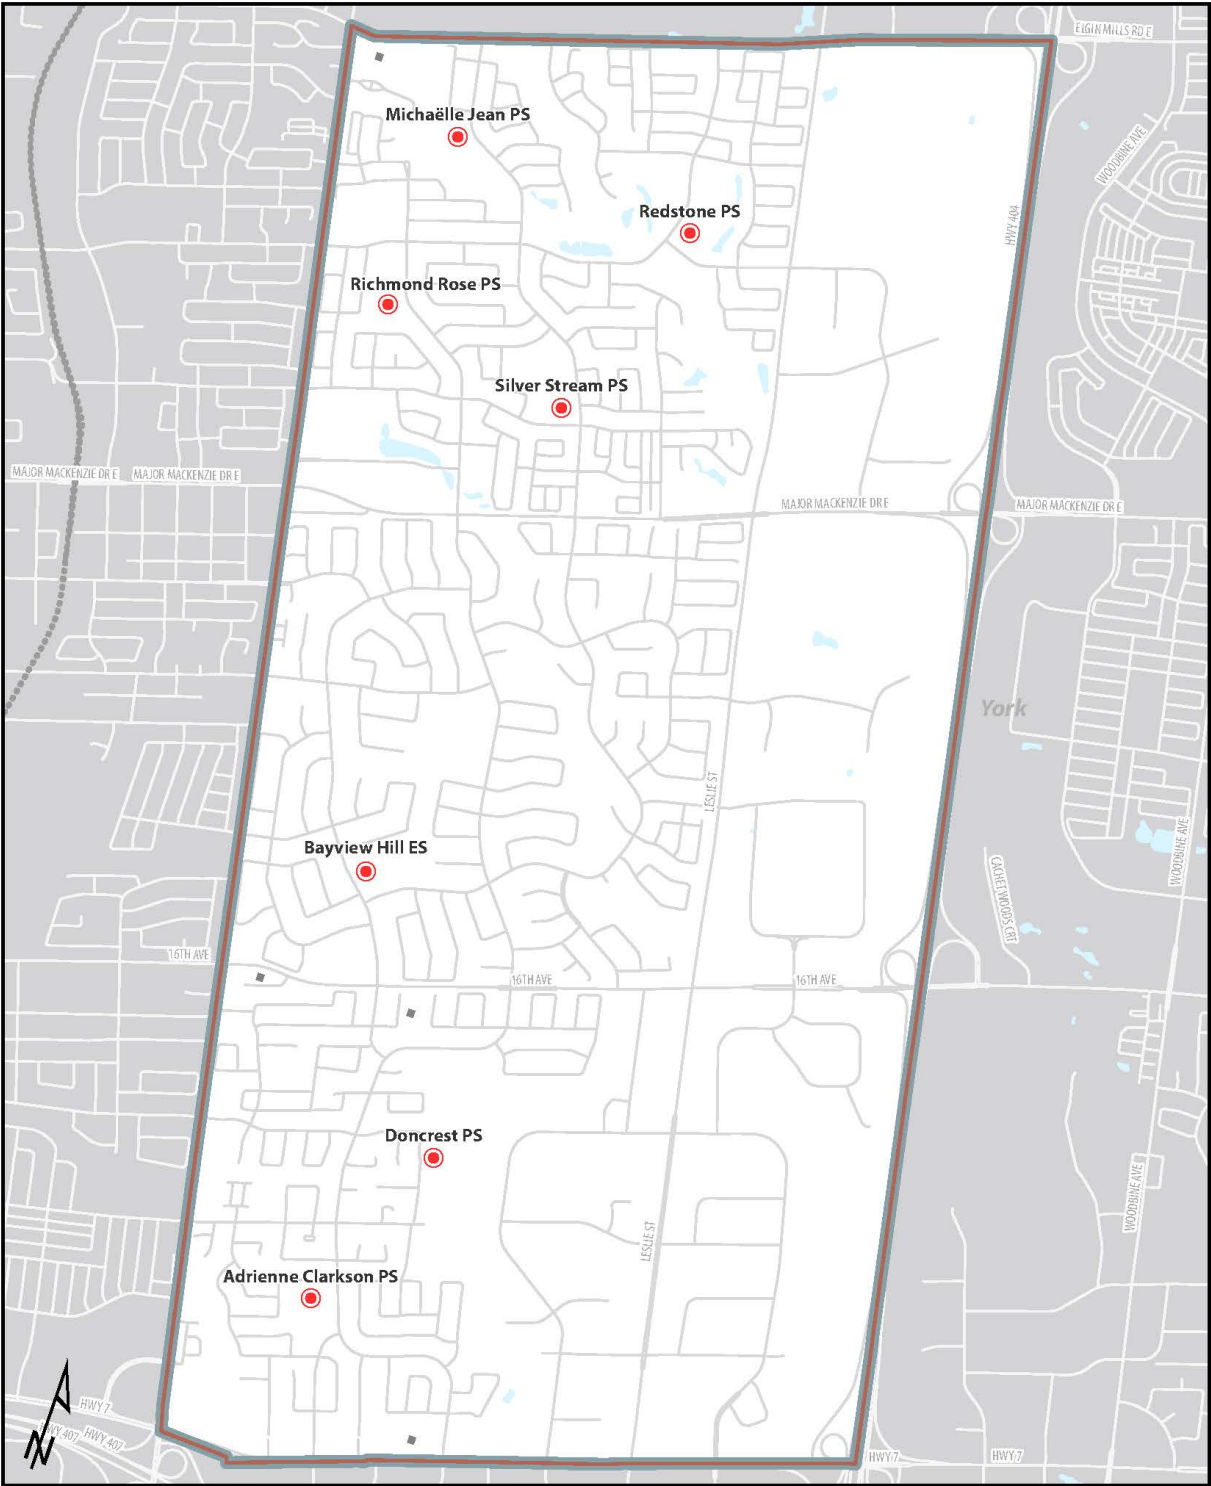 ELGIN MILLS RD E
Michaëlle Jean PS
WOODBINE AVE
Redstone PS
HWY 404
Richmond Rose PS
Silver Stream PS
MAJOR MACKENZIE DR E
MAJOR MACKENZIE DR E
MAJOR MACKENZIE DR E
MAJOR MACKENZIE DR E
York
LESLIE ST
WOODBINE AVE
Bayview Hill ES
CACHET WOODS CRT
16TH AVE
16TH AVE
16TH AVE
Doncrest PS
WOODBINE AVE
LESLIE ST
Adrienne Clarkson PS
HWY 7
HWY 407
HWY 407
N
HWY 7
HWY 7